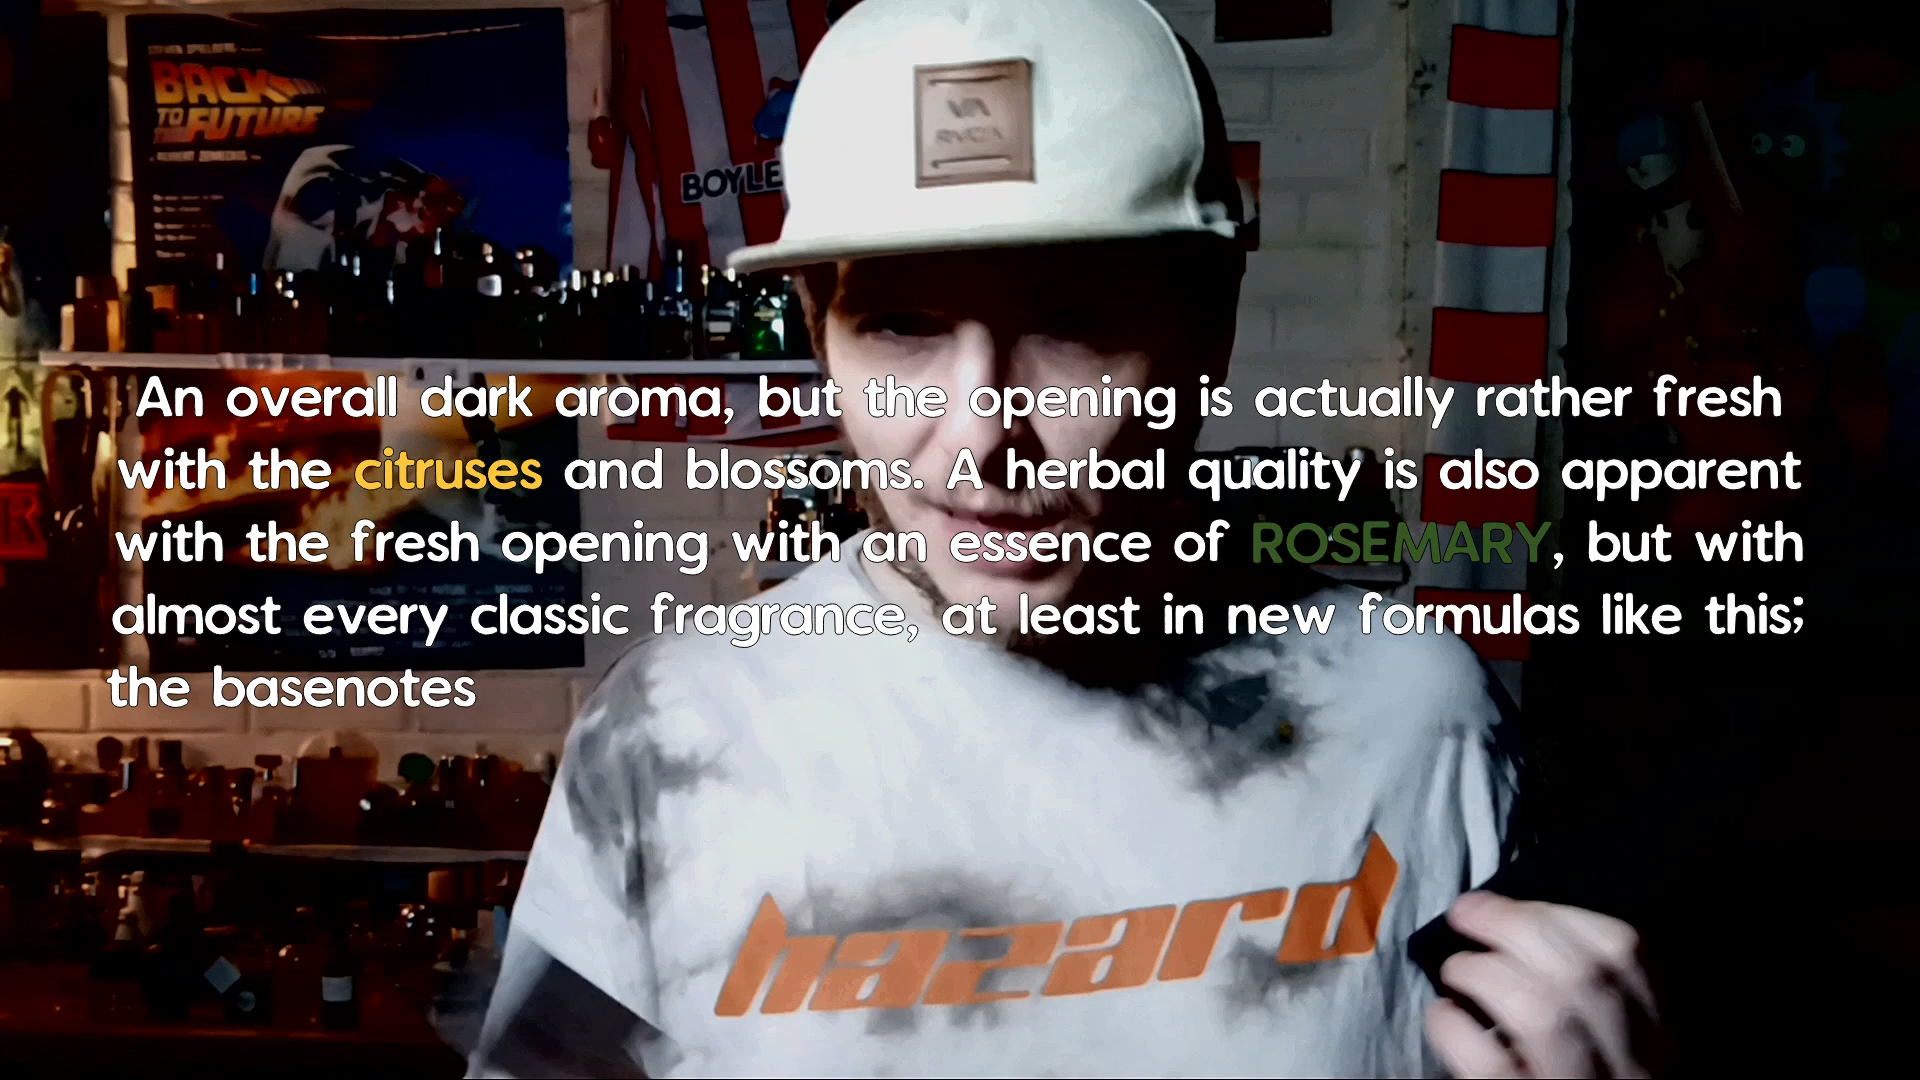 STEVEN SPIELBERG
BACK
TO THE FUTURE
BOYLE
RVCA
An overall dark aroma, but the opening is actually rather fresh
with the citruses and blossoms. A herbal quality is also apparent
with the fresh opening with an essence of ROSEMARY, but with
almost every classic fragrance, at least in new formulas like this;
the basenotes
R
hazard